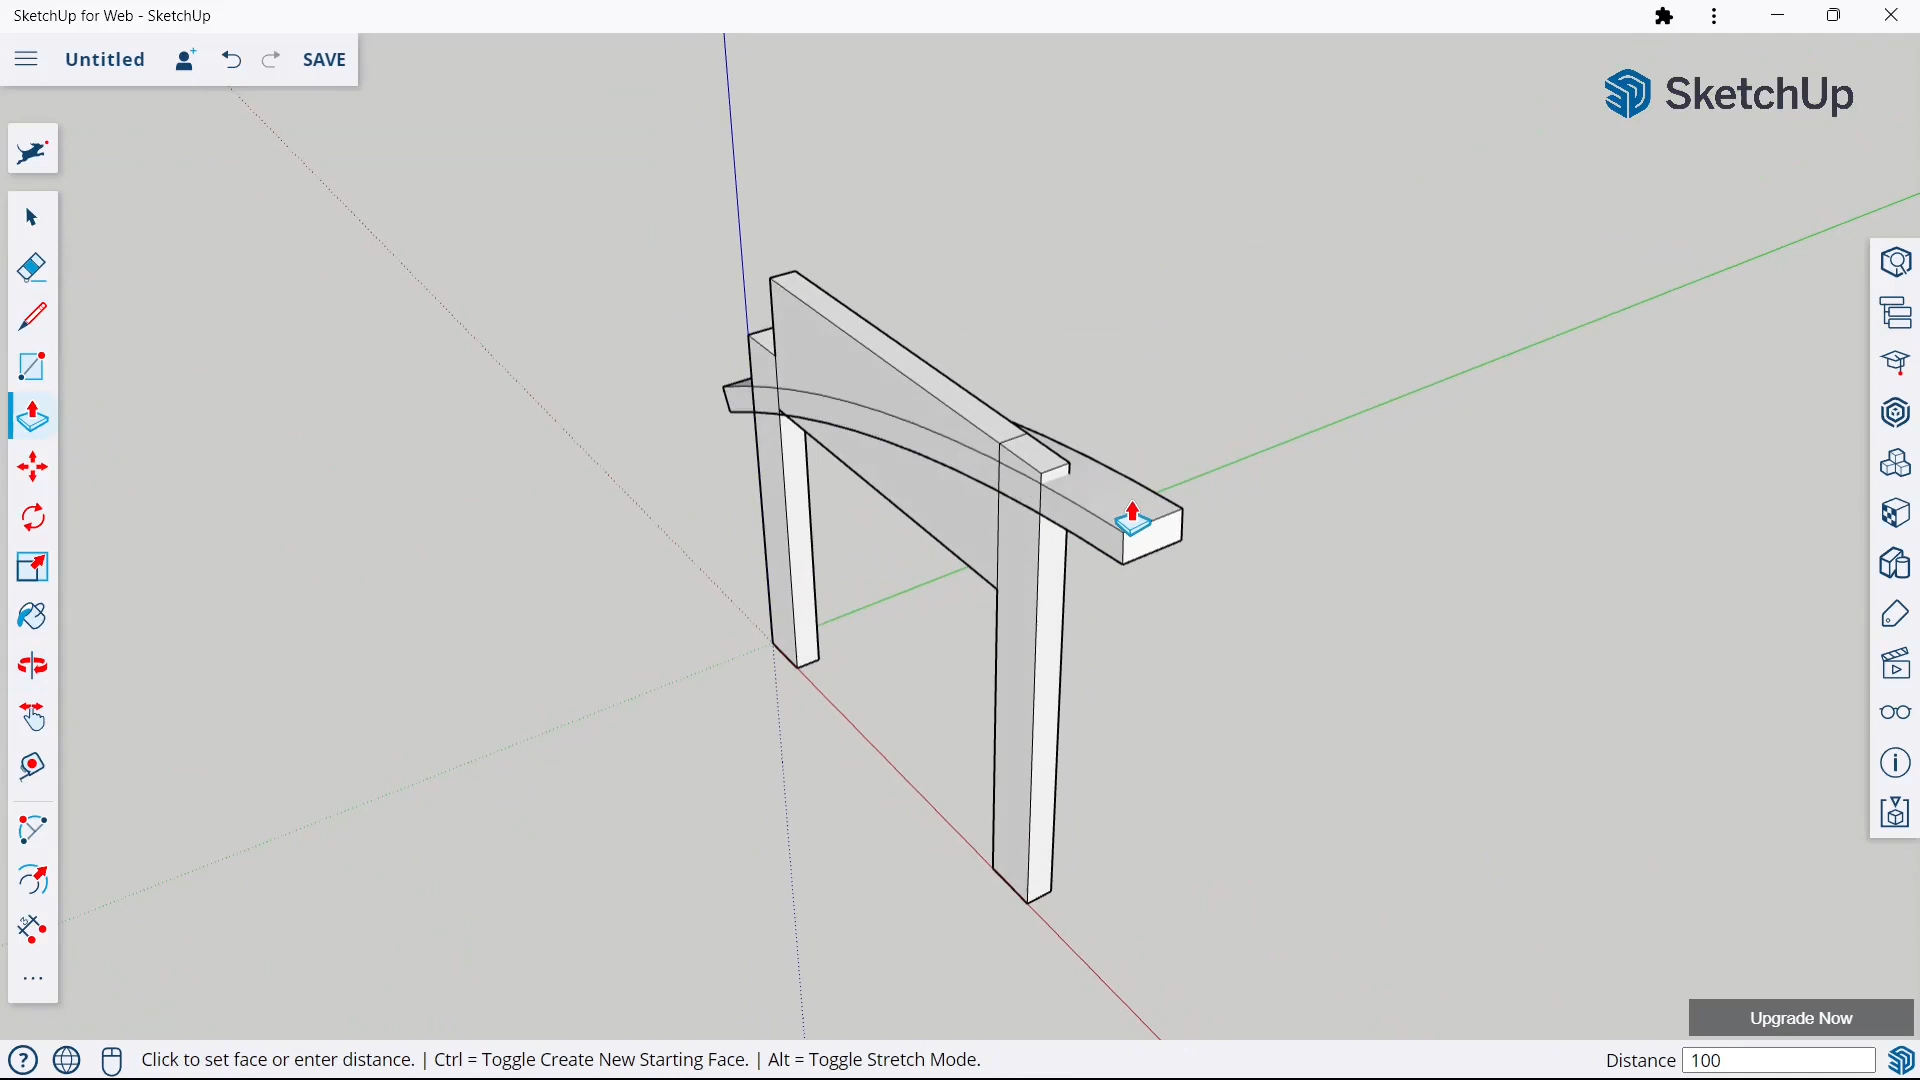 SketchUp for Web - SketchUp
Untitled
SAVE
SketchUp
Upgrade Now
Click to set face or enter distance. | Ctrl = Toggle Create New Starting Face. | Alt = Toggle Stretch Mode.
Distance 100